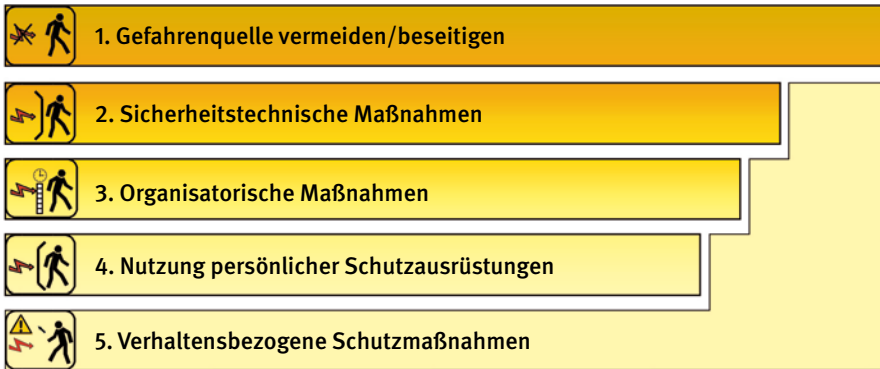 1. Gefahrenquelle vermeiden/beseitigen
2. Sicherheitstechnische Maßnahmen
3. Organisatorische Maßnahmen
4. Nutzung persönlicher Schutzausrüstungen
5. Verhaltensbezogene Schutzmaßnahmen